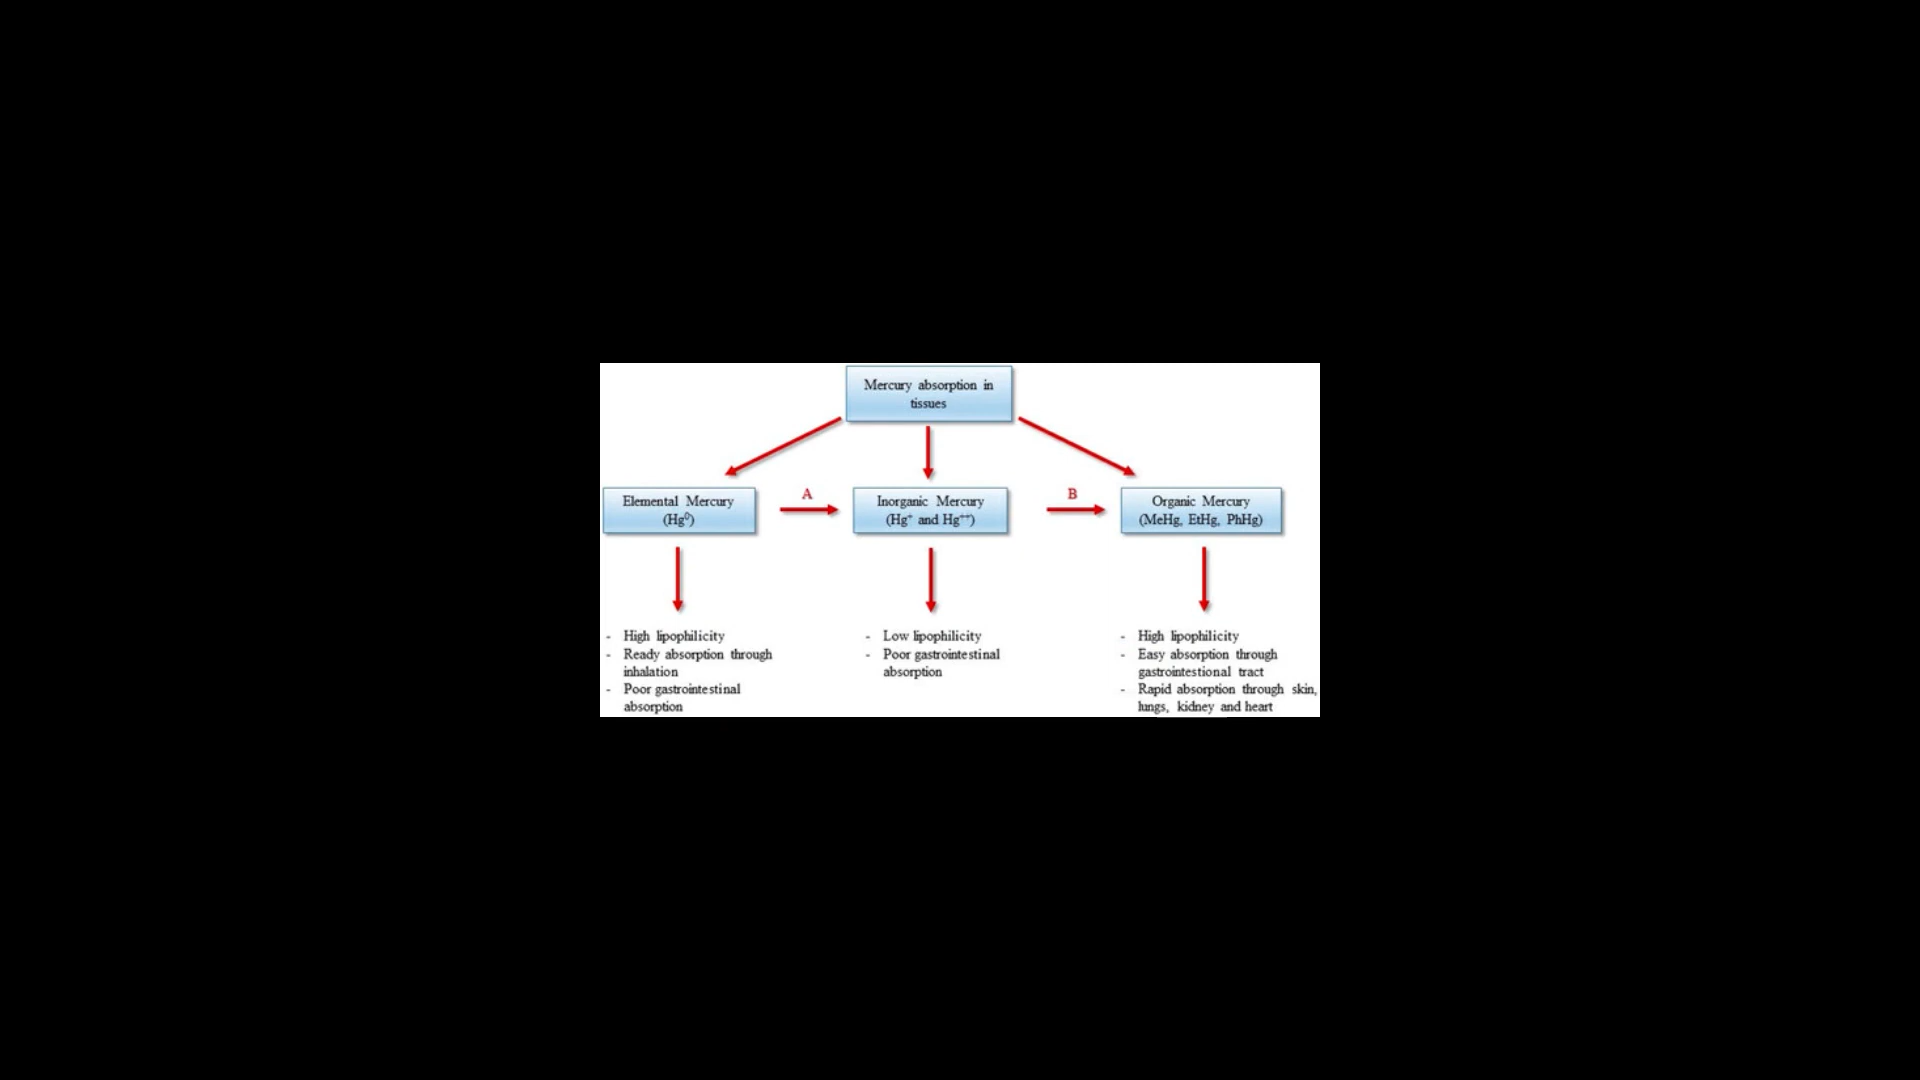 Mercury absorption in
tissues
A
B
Elemental Mercury
(Hg⁰)
Inorganic Mercury
(Hg⁺ and Hg⁺⁺)
Organic Mercury
(MeHg, EtHg, PhHg)
- High lipophilicity
- Ready absorption through
inhalation
- Poor gastrointestinal
absorption
- Low lipophilicity
- Poor gastrointestinal
absorption
- High lipophilicity
- Easy absorption through
gastrointestional tract
- Rapid absorption through skin,
lungs, kidney and heart